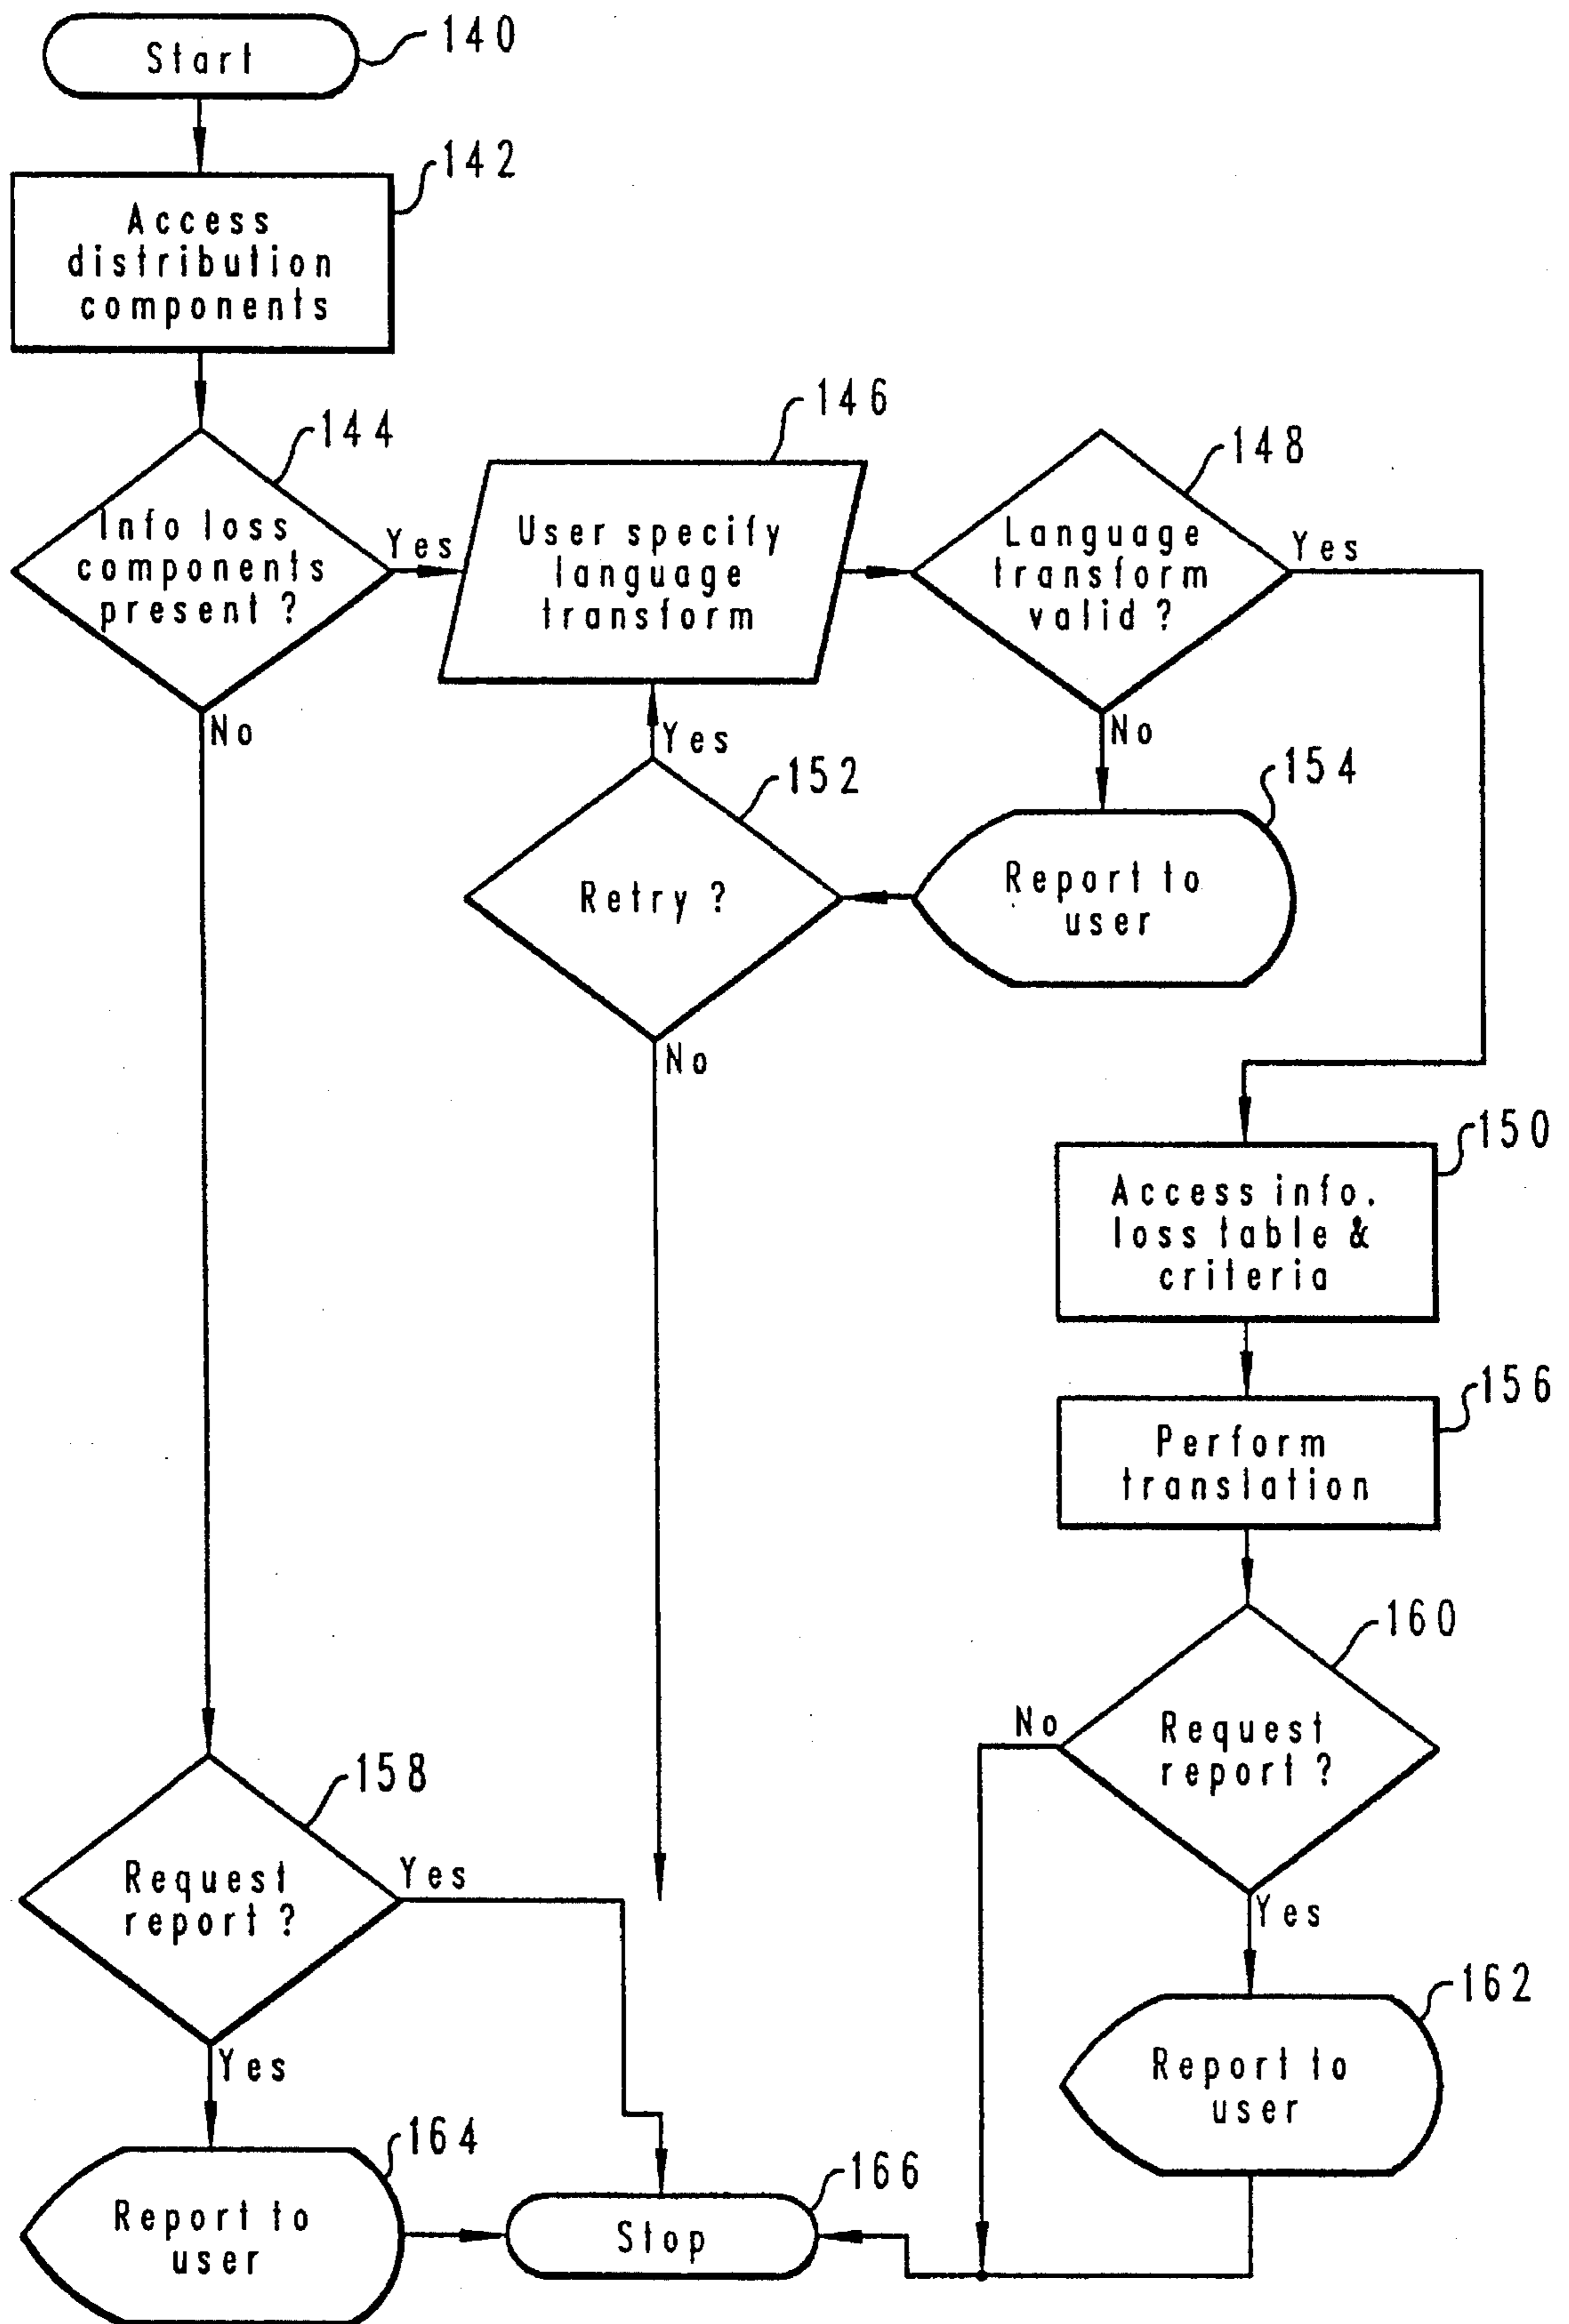 Start
140
142
Access
distribution
components
144
Info loss
components
present ?
Yes
No
146
User specify
language
transform
148
Language
transform
valid ?
Yes
No
Yes
152
Retry ?
No
154
Report to
user
150
Access info.
loss table &
criteria
156
Perform
translation
160
Request
report ?
No
Yes
158
Request
report ?
Yes
Yes
162
Report to
user
164
Report to
user
166
Stop